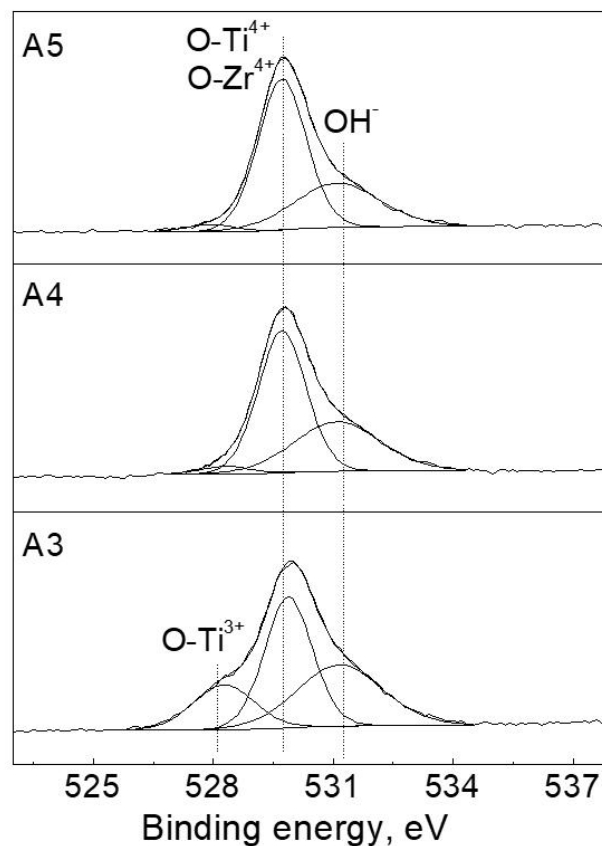 A5
O-Ti⁴⁺
O-Zr⁴⁺
OH⁻
A4
A3
O-Ti³⁺
525 528 531 534 537
Binding energy, eV